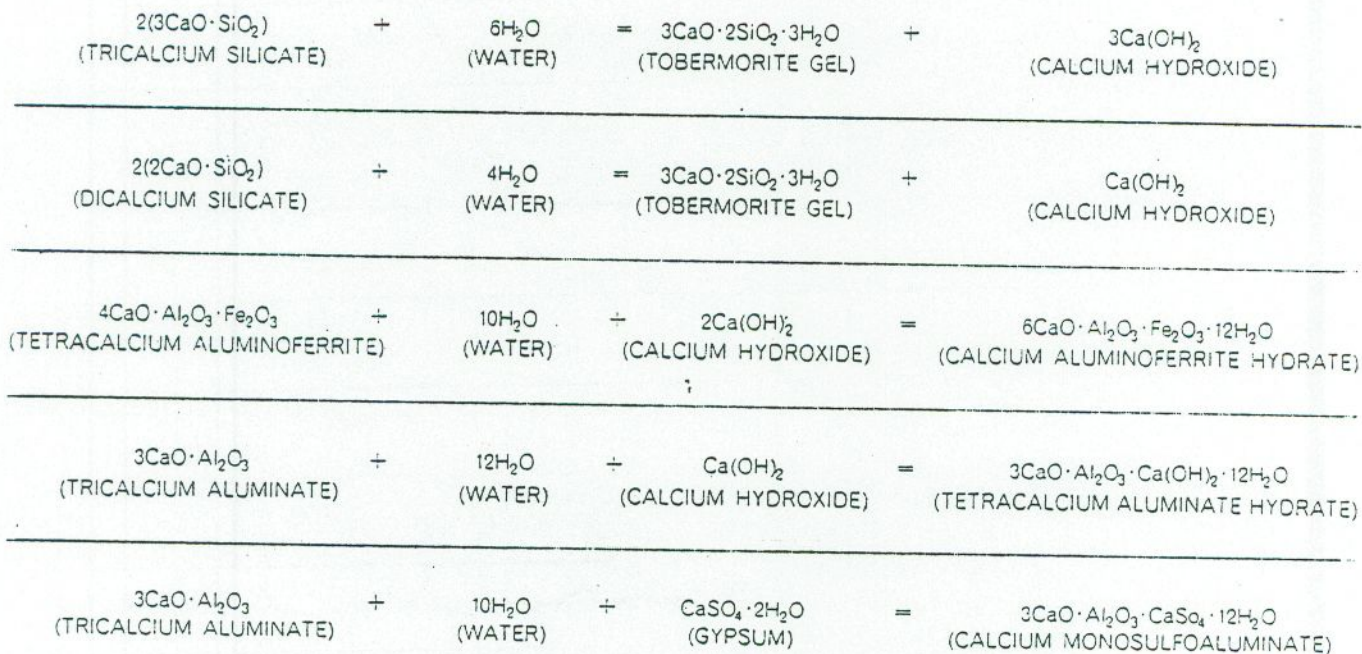 2(3CaO·SiO₂) + 6H₂O = 3CaO·2SiO₂·3H₂O + 3Ca(OH)₂
(TRICALCIUM SILICATE) (WATER) (TOBERMORITE GEL) (CALCIUM HYDROXIDE)
2(2CaO·SiO₂) + 4H₂O = 3CaO·2SiO₂·3H₂O + Ca(OH)₂
(DICALCIUM SILICATE) (WATER) (TOBERMORITE GEL) (CALCIUM HYDROXIDE)
4CaO·Al₂O₃·Fe₂O₃ + 10H₂O + 2Ca(OH)₂ = 6CaO·Al₂O₃·Fe₂O₃·12H₂O
(TETRACALCIUM ALUMINOFERRITE) (WATER) (CALCIUM HYDROXIDE) (CALCIUM ALUMINOFERRITE HYDRATE)
3CaO·Al₂O₃ + 12H₂O + Ca(OH)₂ = 3CaO·Al₂O₃·Ca(OH)₂·12H₂O
(TRICALCIUM ALUMINATE) (WATER) (CALCIUM HYDROXIDE) (TETRACALCIUM ALUMINATE HYDRATE)
3CaO·Al₂O₃ + 10H₂O + CaSO₄·2H₂O = 3CaO·Al₂O₃·CaSo₄·12H₂O
(TRICALCIUM ALUMINATE) (WATER) (GYPSUM) (CALCIUM MONOSULFOALUMINATE)